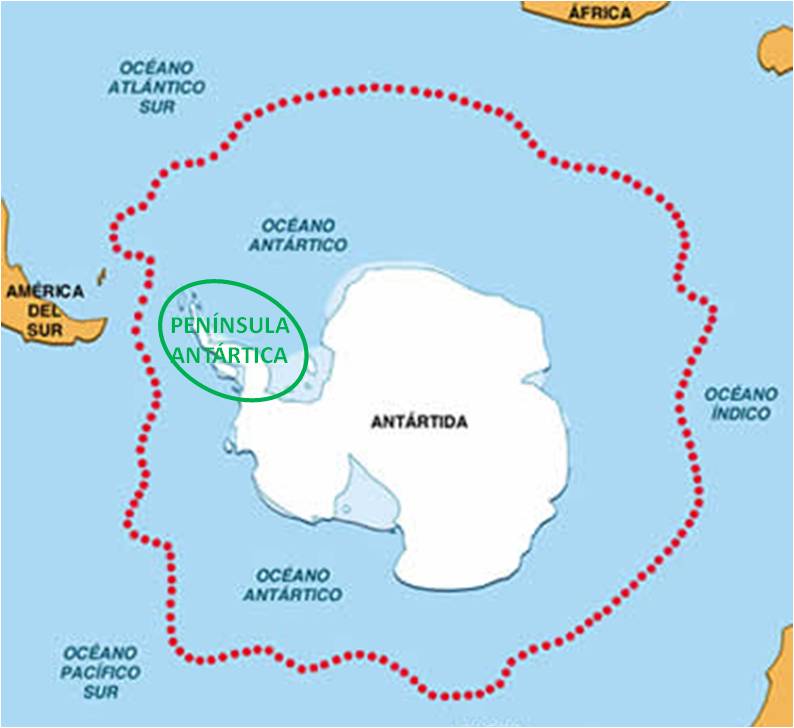 ÁFRICA
OCÉANO
ATLÁNTICO
SUR
OCÉANO
ANTÁRTICO
AMÉRICA
DEL
SUR
PENÍNSULA
ANTÁRTICA
OCÉANO
ÍNDICO
ANTÁRTIDA
OCÉANO
ANTÁRTICO
OCÉANO
PACÍFICO
SUR